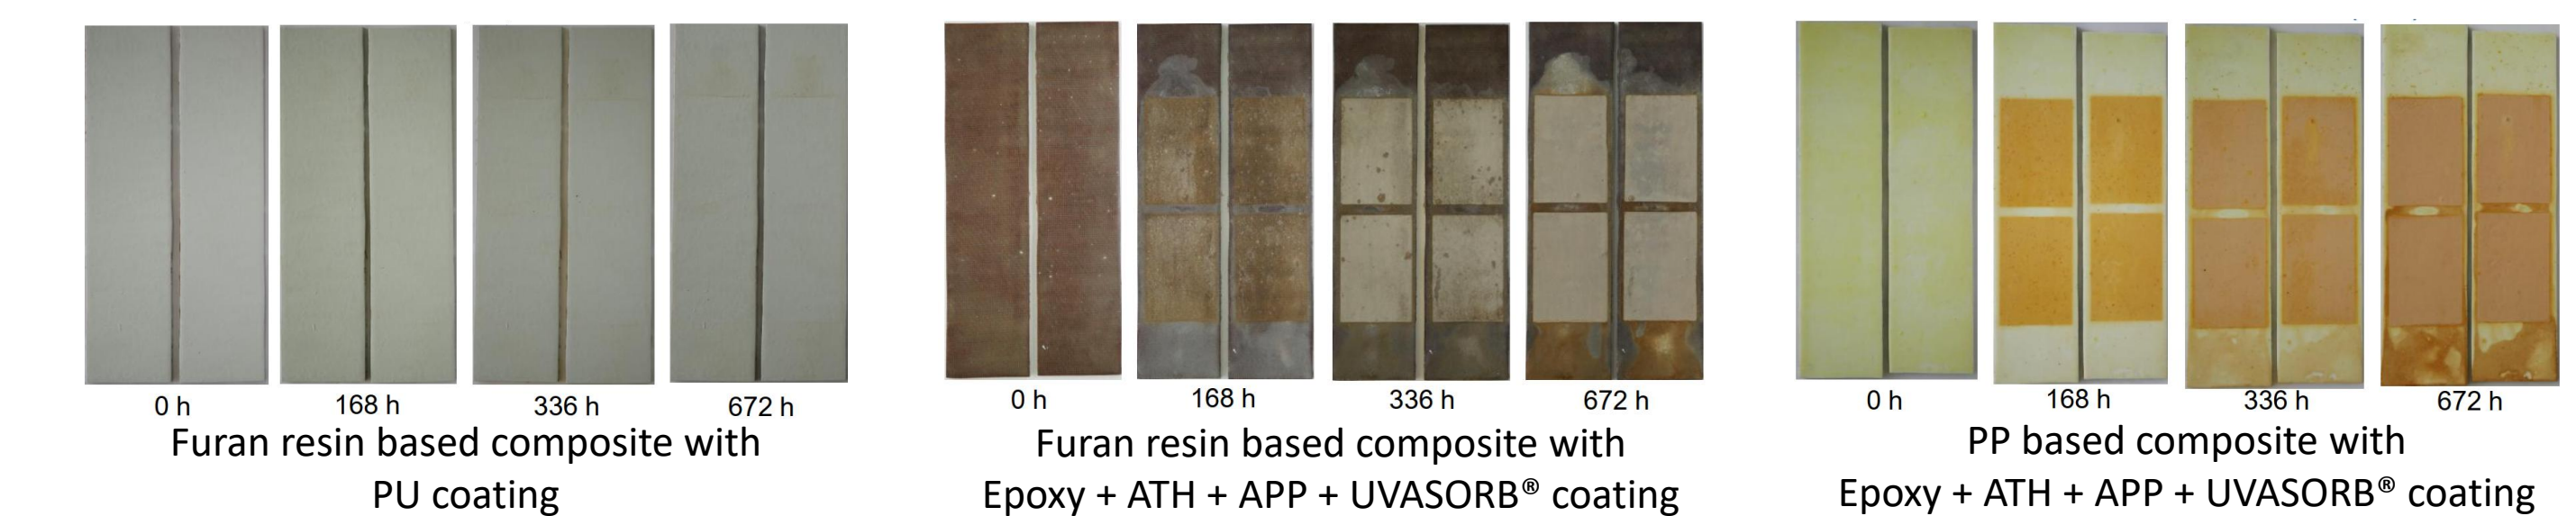 0 h 168 h 336 h 672 h
Furan resin based composite with
PU coating
0 h 168 h 336 h 672 h
Furan resin based composite with
Epoxy + ATH + APP + UVASORB® coating
0 h 168 h 336 h 672 h
PP based composite with
Epoxy + ATH + APP + UVASORB® coating